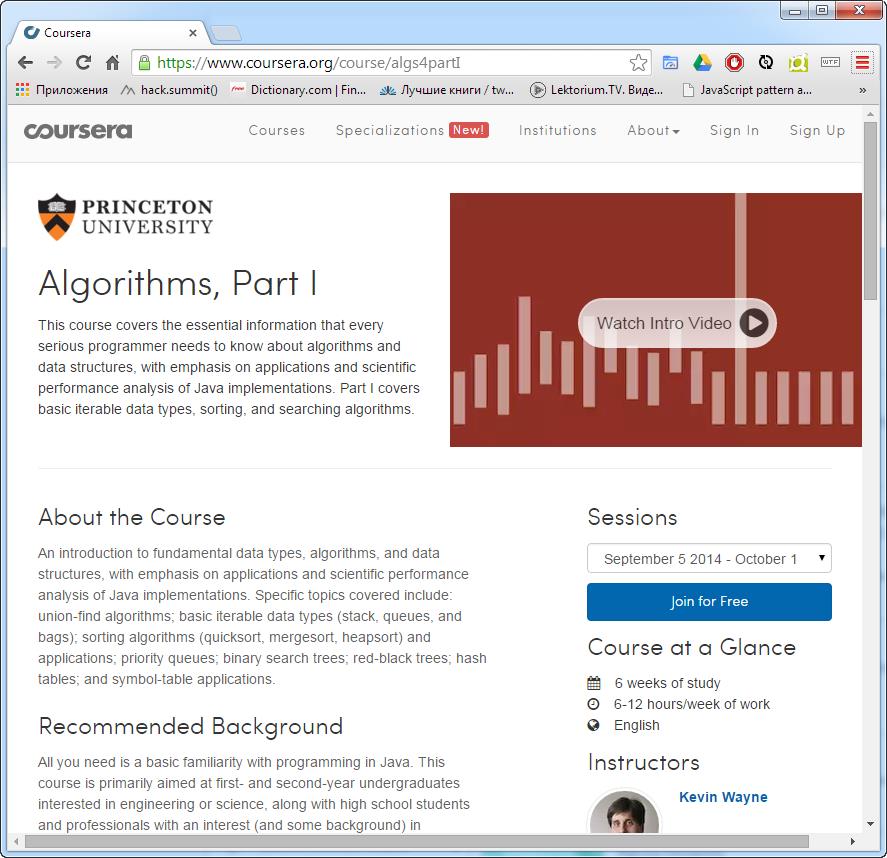 Coursera
https://www.coursera.org/course/algs4partI
WTF
Приложения
hack.summit()
free
Dictionary.com | Fin...
Лучшие книги / tw...
Lektorium.TV. Виде...
JavaScript pattern a...
»
coursera
Courses
Specializations New!
Institutions
About
Sign In
Sign Up
PRINCETON
UNIVERSITY
Algorithms, Part I
This course covers the essential information that every
serious programmer needs to know about algorithms and
data structures, with emphasis on applications and scientific
performance analysis of Java implementations. Part I covers
basic iterable data types, sorting, and searching algorithms.
Watch Intro Video
About the Course
An introduction to fundamental data types, algorithms, and data
structures, with emphasis on applications and scientific performance
analysis of Java implementations. Specific topics covered include:
union-find algorithms; basic iterable data types (stack, queues, and
bags); sorting algorithms (quicksort, mergesort, heapsort) and
applications; priority queues; binary search trees; red-black trees; hash
tables; and symbol-table applications.
Recommended Background
All you need is a basic familiarity with programming in Java. This
course is primarily aimed at first- and second-year undergraduates
interested in engineering or science, along with high school students
and professionals with an interest (and some background) in
Sessions
September 5 2014 - October 1
Join for Free
Course at a Glance
6 weeks of study
6-12 hours/week of work
English
Instructors
Kevin Wayne